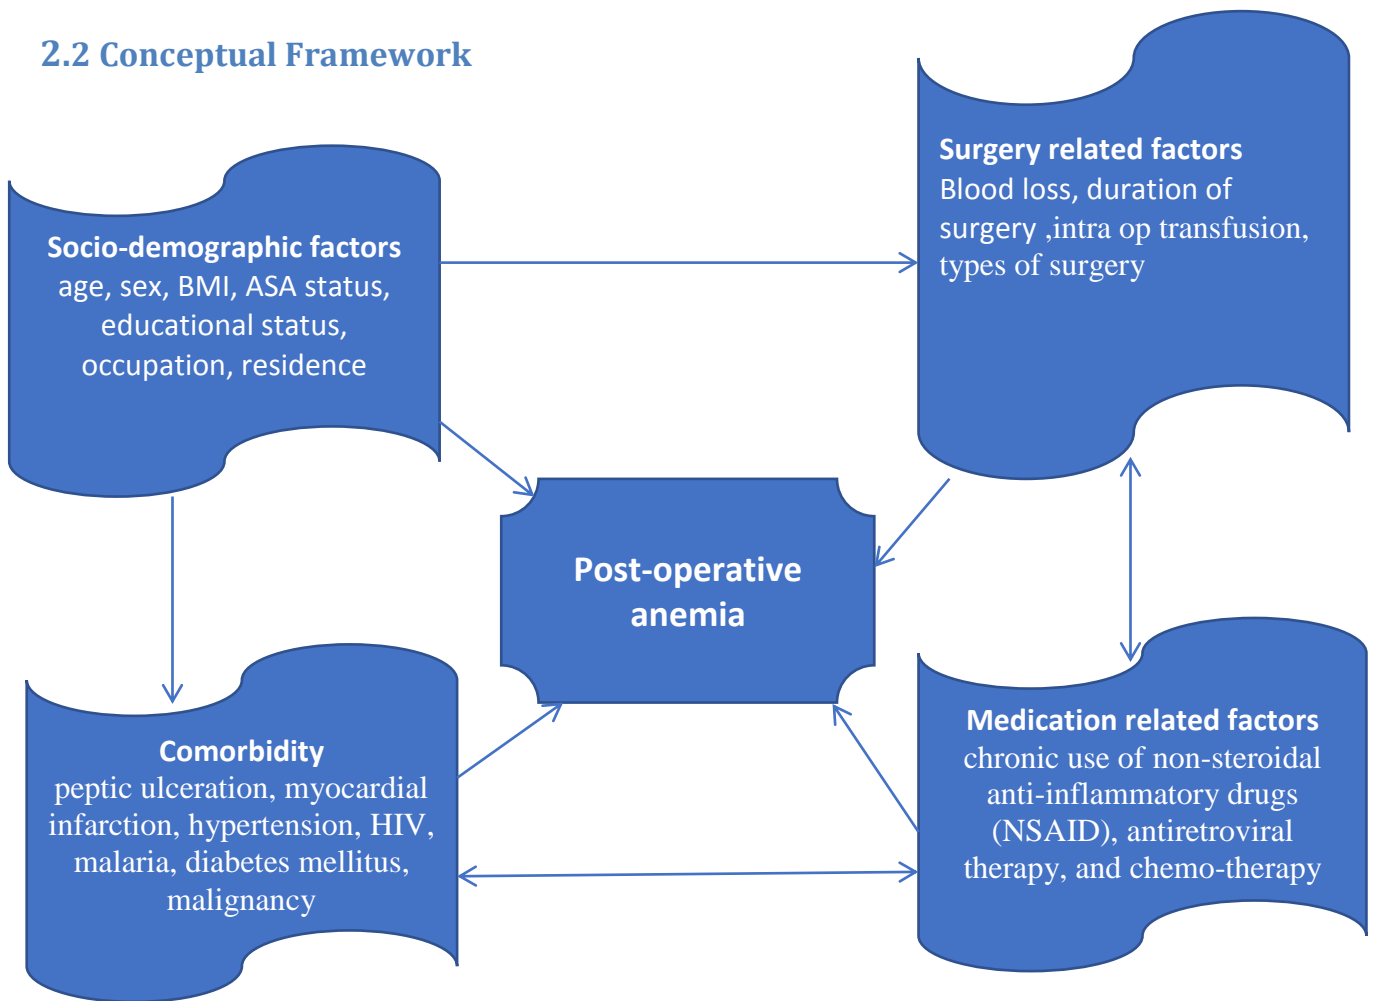 2.2 Conceptual Framework
Surgery related factors
Blood loss, duration of
surgery ,intra op transfusion,
types of surgery
Socio-demographic factors
age, sex, BMI, ASA status,
educational status,
occupation, residence
Post-operative
anemia
Comorbidity
peptic ulceration, myocardial
infarction, hypertension, HIV,
malaria, diabetes mellitus,
malignancy
Medication related factors
chronic use of non-steroidal
anti-inflammatory drugs
(NSAID), antiretroviral
therapy, and chemo-therapy